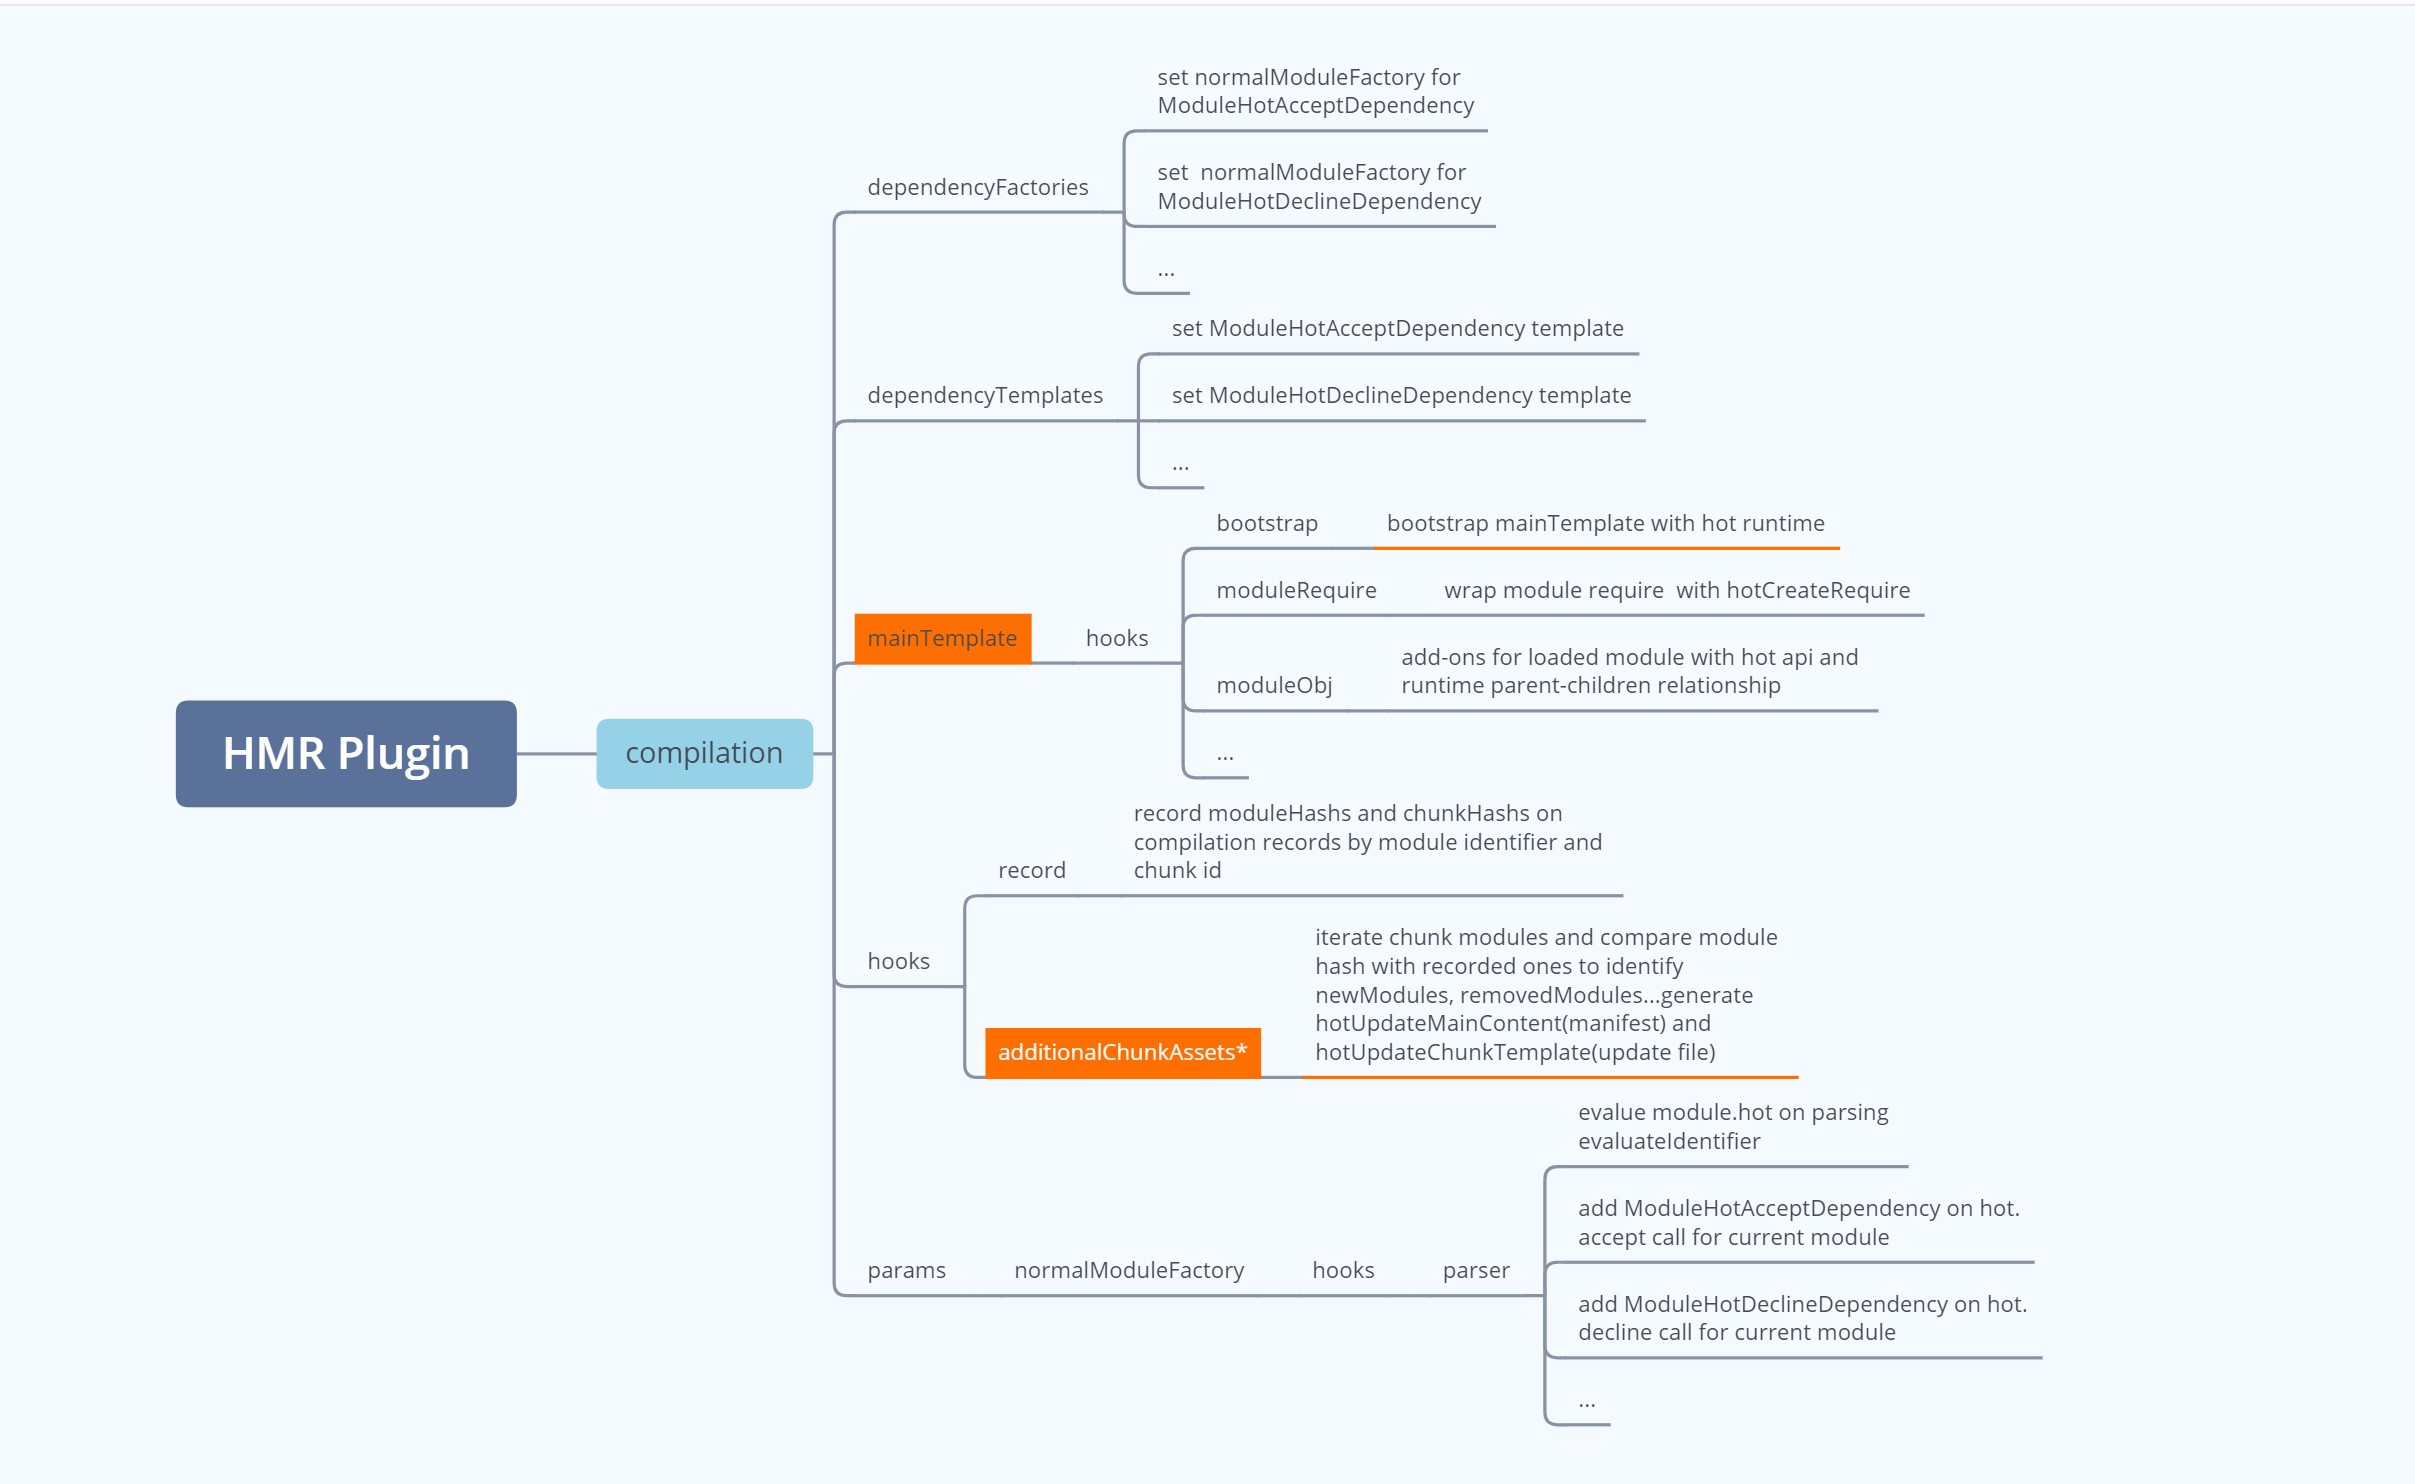 HMR Plugin
compilation
dependencyFactories
set normalModuleFactory for
ModuleHotAcceptDependency
set  normalModuleFactory for
ModuleHotDeclineDependency
...
dependencyTemplates
set ModuleHotAcceptDependency template
set ModuleHotDeclineDependency template
...
mainTemplate
hooks
bootstrap
bootstrap mainTemplate with hot runtime
moduleRequire
wrap module require  with hotCreateRequire
moduleObj
add-ons for loaded module with hot api and
runtime parent-children relationship
...
hooks
record
record moduleHashs and chunkHashs on
compilation records by module identifier and
chunk id
additionalChunkAssets*
iterate chunk modules and compare module
hash with recorded ones to identify
newModules, removedModules...generate
hotUpdateMainContent(manifest) and
hotUpdateChunkTemplate(update file)
params
normalModuleFactory
hooks
parser
evalue module.hot on parsing
evaluateIdentifier
add ModuleHotAcceptDependency on hot.
accept call for current module
add ModuleHotDeclineDependency on hot.
decline call for current module
...